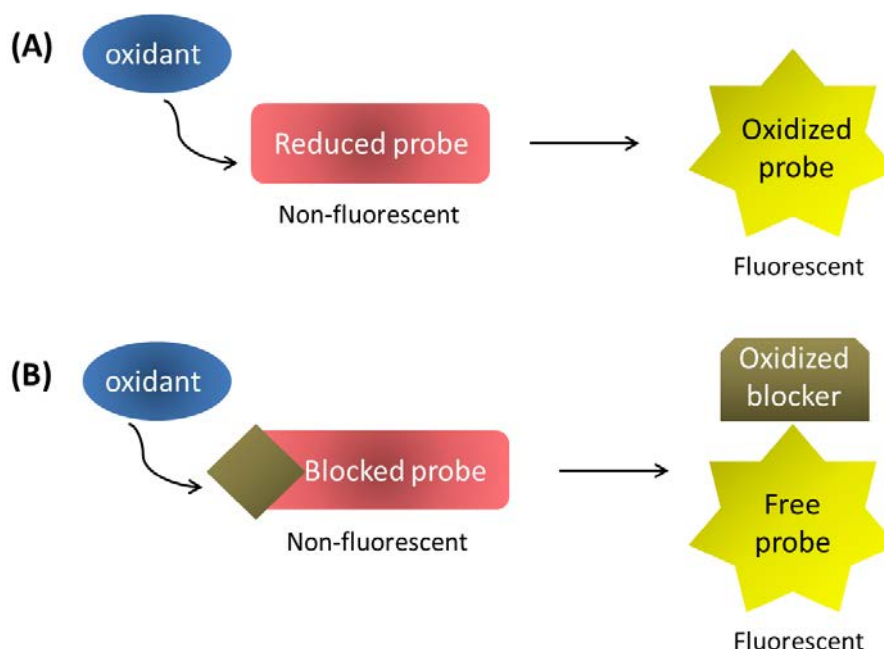 (A)
oxidant
Reduced probe
Non-fluorescent
Oxidized
probe
Fluorescent
(B)
oxidant
Blocked probe
Non-fluorescent
Oxidized
blocker
Free
probe
Fluorescent